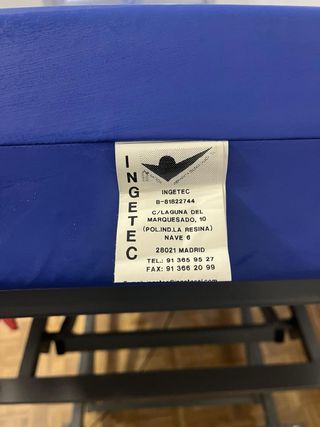 INGETEC
INGETEC
B-81822744
C/LAGUNA DEL
MARQUESADO, 10
(POL.IND.LA RESINA)
NAVE 6
28021 MADRID
TEL.: 91 365 95 27
FAX: 91 366 20 99